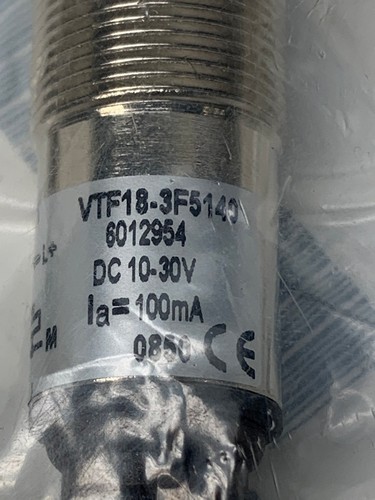 VTF18-3F5140
6012954
L+
DC 10-30V
Ia=100mA
M
0850 CE